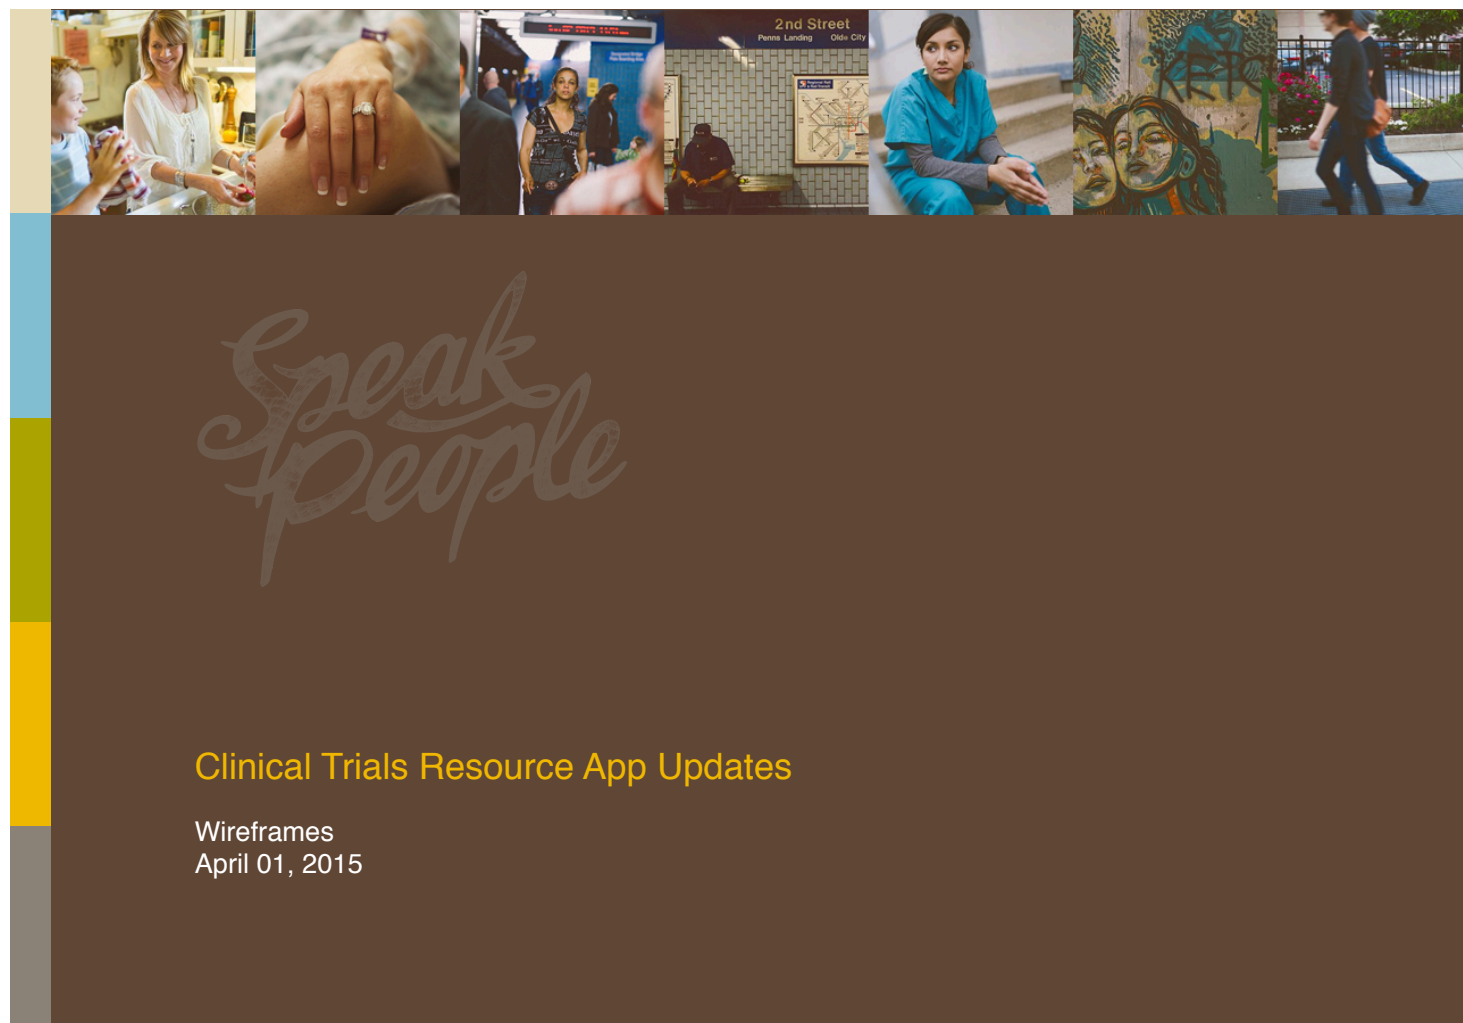 2nd Street
Penns Landing Olde City
Speak
People
Clinical Trials Resource App Updates
Wireframes
April 01, 2015